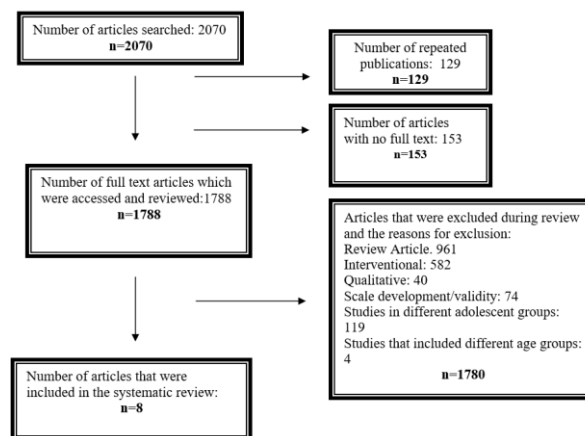 Number of articles searched: 2070
n=2070
Number of repeated
publications: 129
n=129
Number of articles
with no full text: 153
n=153
Number of full text articles which
were accessed and reviewed:1788
n=1788
Articles that were excluded during review
and the reasons for exclusion:
Review Article. 961
Interventional: 582
Qualitative: 40
Scale development/validity: 74
Studies in different adolescent groups:
119
Studies that included different age groups:
4
n=1780
Number of articles that were
included in the systematic review:
n=8